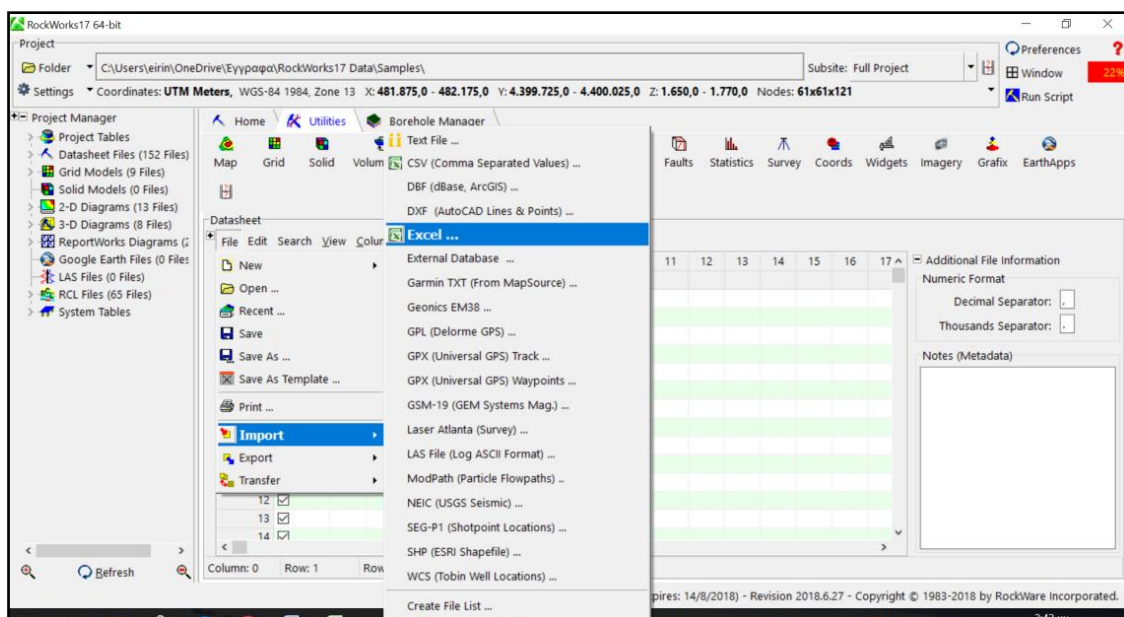 RockWorks17 64-bit
Project
Folder C:\Users\eirin\OneDrive\Έγγραφα\RockWorks17 Data\Samples\ Subsite: Full Project
Settings Coordinates: UTM Meters, WGS-84 1984, Zone 13 X: 481.875,0 - 482.175,0 Y: 4.399.725,0 - 4.400.025,0 Z: 1.650,0 - 1.770,0 Nodes: 61x61x121
Preferences ?
Window 22%
Run Script
Project Manager
Project Tables
Datasheet Files (152 Files)
Grid Models (9 Files)
Solid Models (0 Files)
2-D Diagrams (13 Files)
3-D Diagrams (8 Files)
ReportWorks Diagrams (2
Google Earth Files (0 Files
LAS Files (0 Files)
RCL Files (65 Files)
System Tables
Refresh
Home Utilities Borehole Manager
Map Grid Solid Volum
Faults Statistics Survey Coords Widgets Imagery Grafix EarthApps
Datasheet
File Edit Search View Colur
New
Open ...
Recent ...
Save
Save As ...
Save As Template ...
Print ...
Import
Export
Transfer
12
13
14
Column: 0 Row: 1 Row
Text File ...
CSV (Comma Separated Values) ...
DBF (dBase, ArcGIS) ...
DXF (AutoCAD Lines & Points) ...
Excel ...
External Database ...
Garmin TXT (From MapSource) ...
Geonics EM38 ...
GPL (Delorme GPS) ...
GPX (Universal GPS) Track ...
GPX (Universal GPS) Waypoints ...
GSM-19 (GEM Systems Mag.) ...
Laser Atlanta (Survey) ...
LAS File (Log ASCII Format) ...
ModPath (Particle Flowpaths) ..
NEIC (USGS Seismic) ...
SEG-P1 (Shotpoint Locations) ...
SHP (ESRI Shapefile) ...
WCS (Tobin Well Locations) ...
Create File List ...
11 12 13 14 15 16 17
Additional File Information
Numeric Format
Decimal Separator: ,
Thousands Separator:
Notes (Metadata)
pires: 14/8/2018) - Revision 2018.6.27 - Copyright © 1983-2018 by RockWare Incorporated.